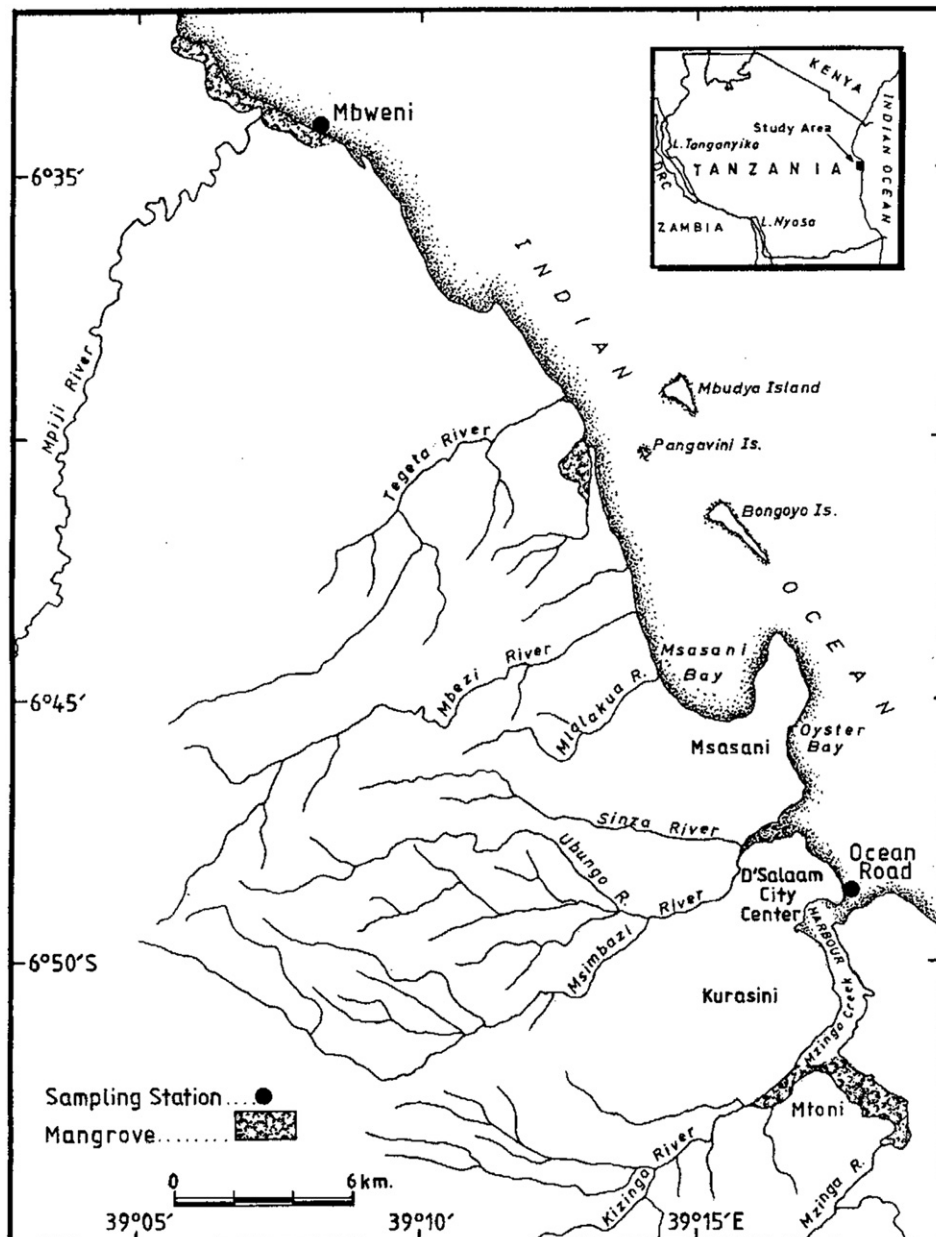 KENYA
INDIAN OCEAN
Study Area
L.Tanganyika
TANZANIA
DRC
ZAMBIA
L.Nyasa
Mbweni
6°35′
INDIAN
OCEAN
Mpiji River
Mbudya Island
Pangavini Is.
Tegeta River
Bongoyo Is.
Mbezi River
Msasani
Bay
Mlalakua R.
6°45′
Msasani
Oyster
Bay
Sinza River
Ubungo R.
Ocean
Road
D'Salaam
City
Center
HARBOUR
Msimbazi River
6°50′S
Kurasini
Mzinga Creek
Sampling Station....
Mangrove........
Mtoni
Kizinga River
Mzinga R.
0 6 km.
39°05′ 39°10′ 39°15′E